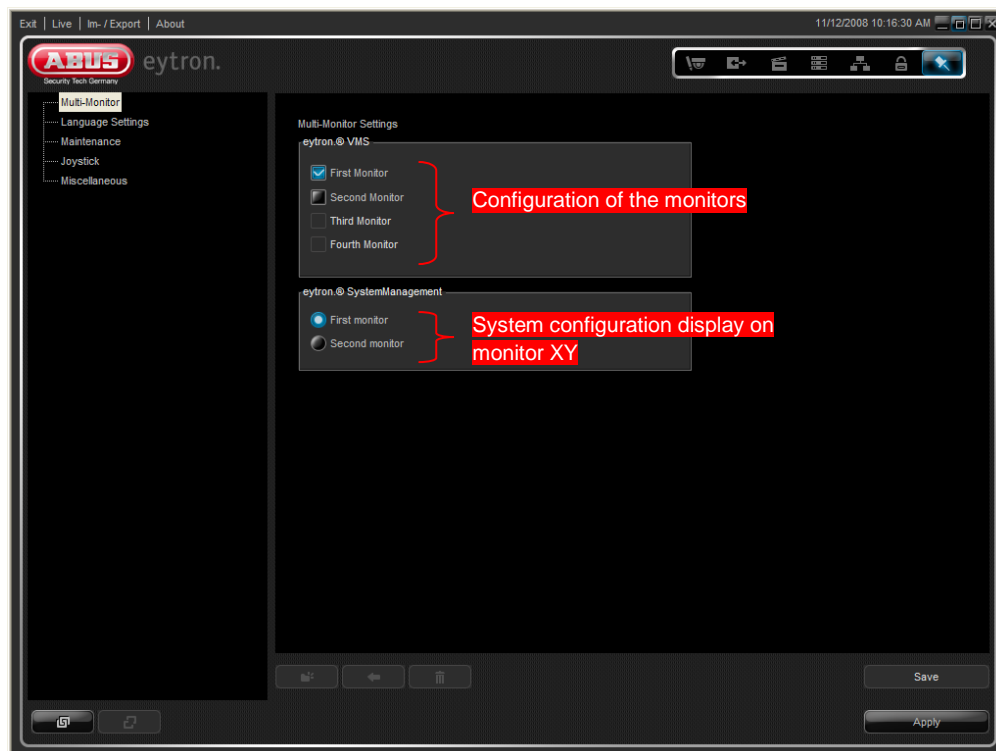 Exit | Live | Im- / Export | About
11/12/2008 10:16:30 AM
ABUS
Security Tech Germany
eytron.
Multi-Monitor
Language Settings
Maintenance
Joystick
Miscellaneous
Multi-Monitor Settings
eytron.® VMS
First Monitor
Second Monitor
Third Monitor
Fourth Monitor
Configuration of the monitors
eytron.® SystemManagement
First monitor
Second monitor
System configuration display on
monitor XY
Save
Apply